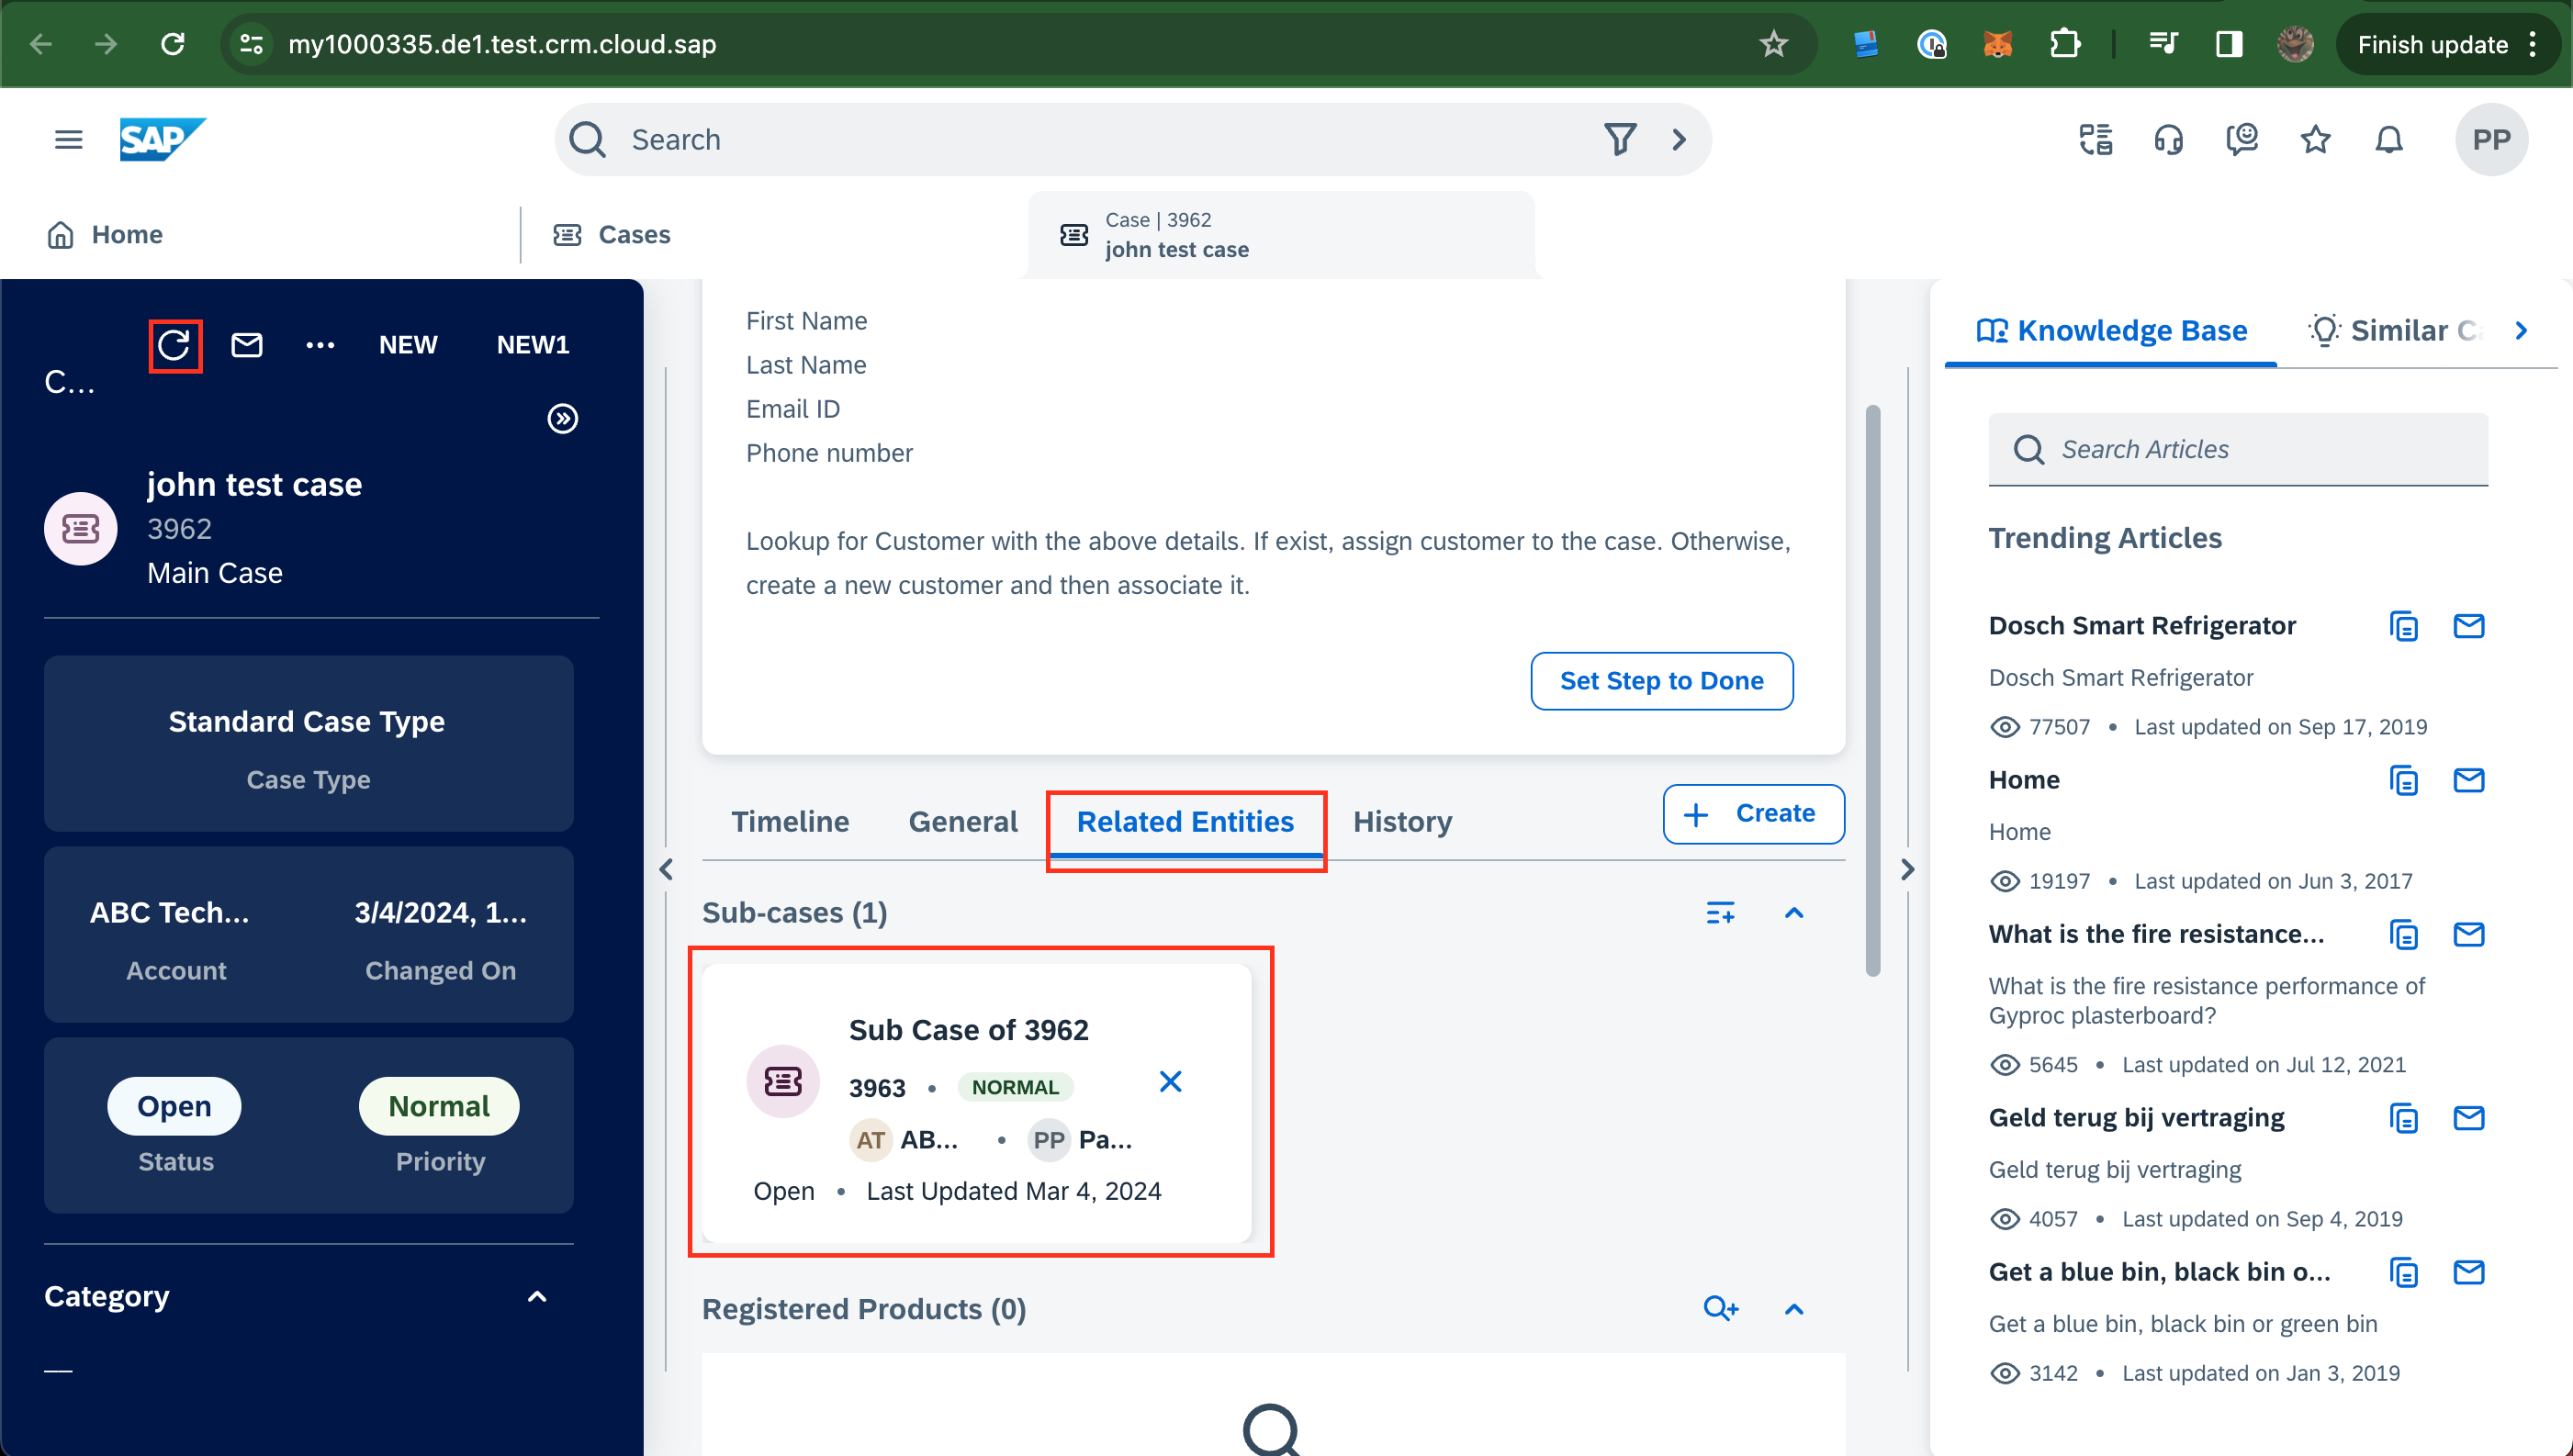 my1000335.de1.test.crm.cloud.sap
Finish update
SAP
Search
PP
Home
Cases
Case | 3962
john test case
C...
NEW
NEW1
john test case
3962
Main Case
Standard Case Type
Case Type
ABC Tech...
Account
3/4/2024, 1...
Changed On
Open
Status
Normal
Priority
Category
__
First Name
Last Name
Email ID
Phone number
Lookup for Customer with the above details. If exist, assign customer to the case. Otherwise,
create a new customer and then associate it.
Set Step to Done
Timeline
General
Related Entities
History
Create
Sub-cases (1)
Sub Case of 3962
3963 • NORMAL
AT AB... • PP Pa...
Open • Last Updated Mar 4, 2024
Registered Products (0)
Knowledge Base
Similar
Search Articles
Trending Articles
Dosch Smart Refrigerator
Dosch Smart Refrigerator
77507 • Last updated on Sep 17, 2019
Home
Home
19197 • Last updated on Jun 3, 2017
What is the fire resistance...
What is the fire resistance performance of
Gyproc plasterboard?
5645 • Last updated on Jul 12, 2021
Geld terug bij vertraging
Geld terug bij vertraging
4057 • Last updated on Sep 4, 2019
Get a blue bin, black bin o...
Get a blue bin, black bin or green bin
3142 • Last updated on Jan 3, 2019